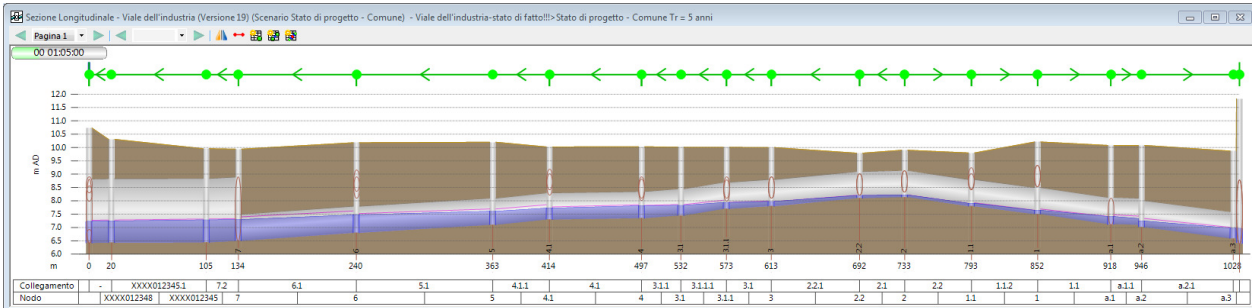 Sezione Longitudinale - Viale dell'industria (Versione 19) (Scenario Stato di progetto - Comune) - Viale dell'industria-stato di fatto!!!>Stato di progetto - Comune Tr = 5 anni
Pagina 1
00 01:05:00
12.0
11.5
11.0
10.5
10.0
9.5
9.0
8.5
8.0
7.5
7.0
6.5
6.0
m AD
7 6 5 4.1 4 3.1 3.1.1 3 2.2 2 1.1 1 a.1 a.2 a.3
m 0 20 105 134 240 363 414 497 532 573 613 692 733 793 852 918 946 1028
Collegamento - XXXX012345.1 7.2 6.1 5.1 4.1.1 4.1 3.1.1 3.1.1.1 3.1 2.2.1 2.1 2.2 1.1.2 1.1 a.1.1 a.2.1
Nodo XXXX012348 XXXX012345 7 6 5 4.1 4 3.1 3.1.1 3 2.2 2 1.1 1 a.1 a.2 a.3